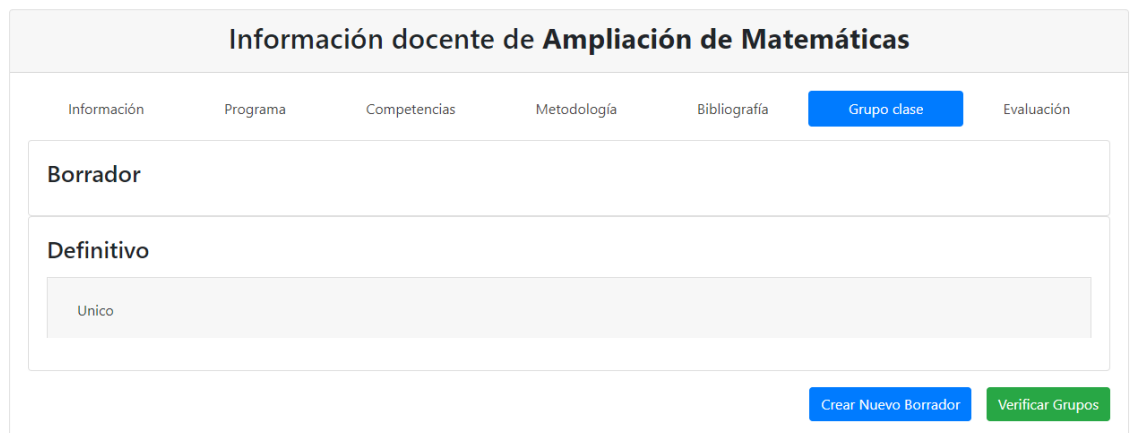 Información docente de Ampliación de Matemáticas
Información Programa Competencias Metodología Bibliografía Grupo clase Evaluación
Borrador
Definitivo
Unico
Crear Nuevo Borrador Verificar Grupos